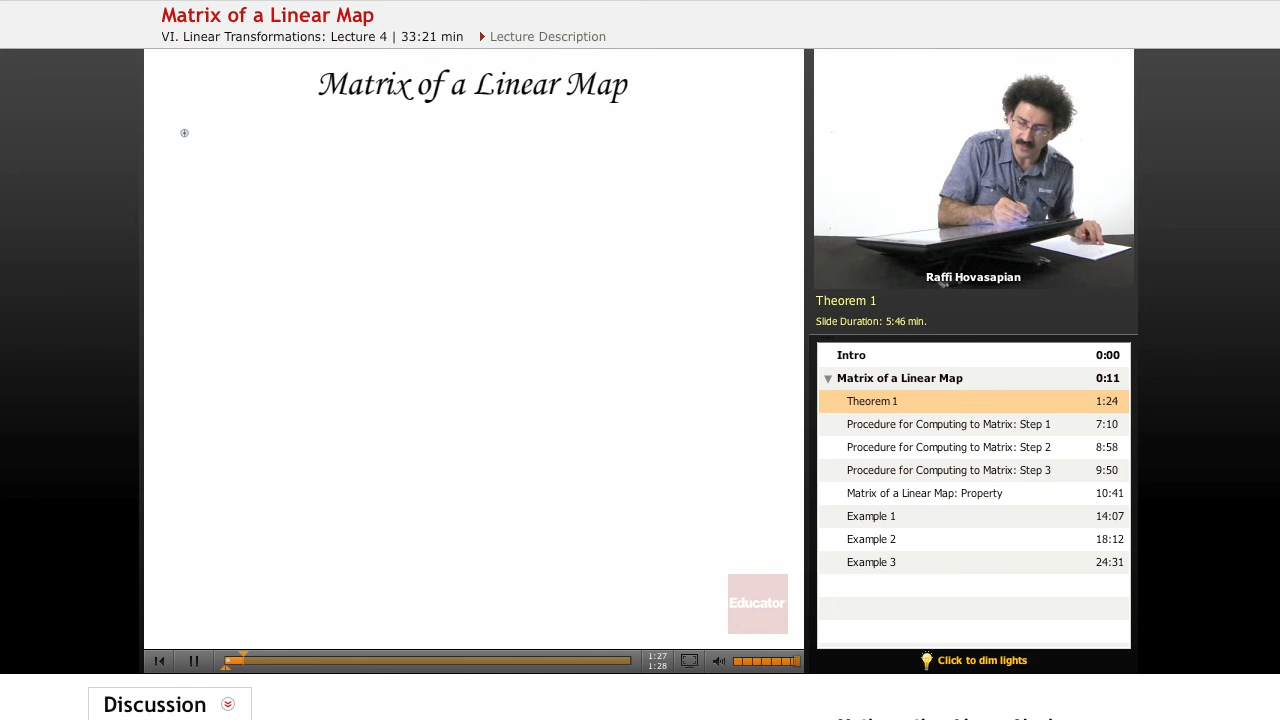 Matrix of a Linear Map
VI. Linear Transformations: Lecture 4 | 33:21 min Lecture Description
Matrix of a Linear Map
Raffi Hovasapian
Theorem 1
Slide Duration: 5:46 min.
Intro 0:00
Matrix of a Linear Map 0:11
Theorem 1 1:24
Procedure for Computing to Matrix: Step 1 7:10
Procedure for Computing to Matrix: Step 2 8:58
Procedure for Computing to Matrix: Step 3 9:50
Matrix of a Linear Map: Property 10:41
Example 1 14:07
Example 2 18:12
Example 3 24:31
Educator
1:27
1:28
Click to dim lights
Discussion